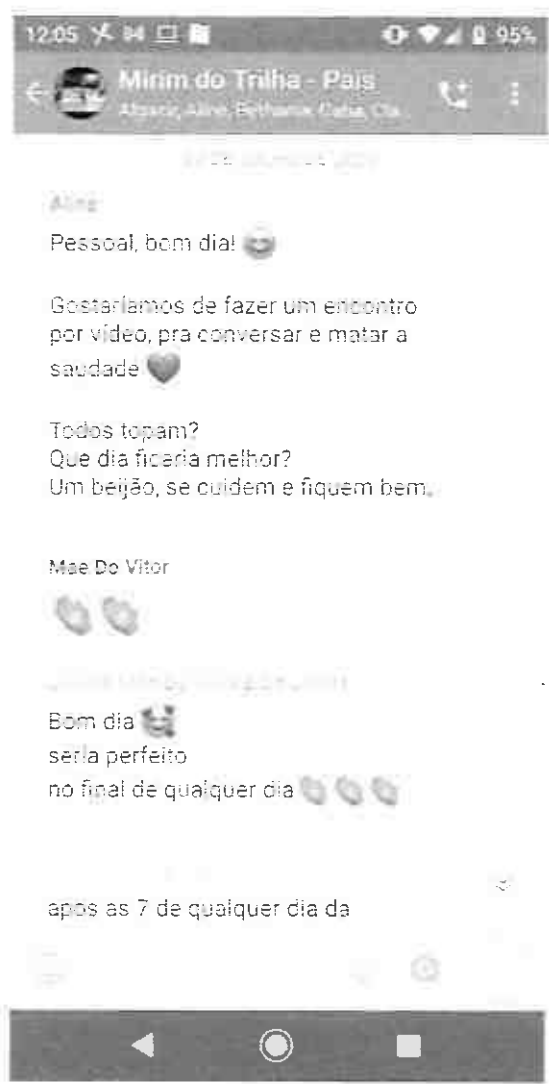 12:05
95%
Mirim do Trilha - Pais
Aline
Pessoal, bom dia! 😊
Gostaríamos de fazer um encontro
por vídeo, pra conversar e matar a
saudade ❤️
Todos topam?
Que dia ficaria melhor?
Um beijão, se cuidem e fiquem bem.
Mae Do Vitor
👏👏
Bom dia 🥰
seria perfeito
no final de qualquer dia 👏👏👏
apos as 7 de qualquer dia da